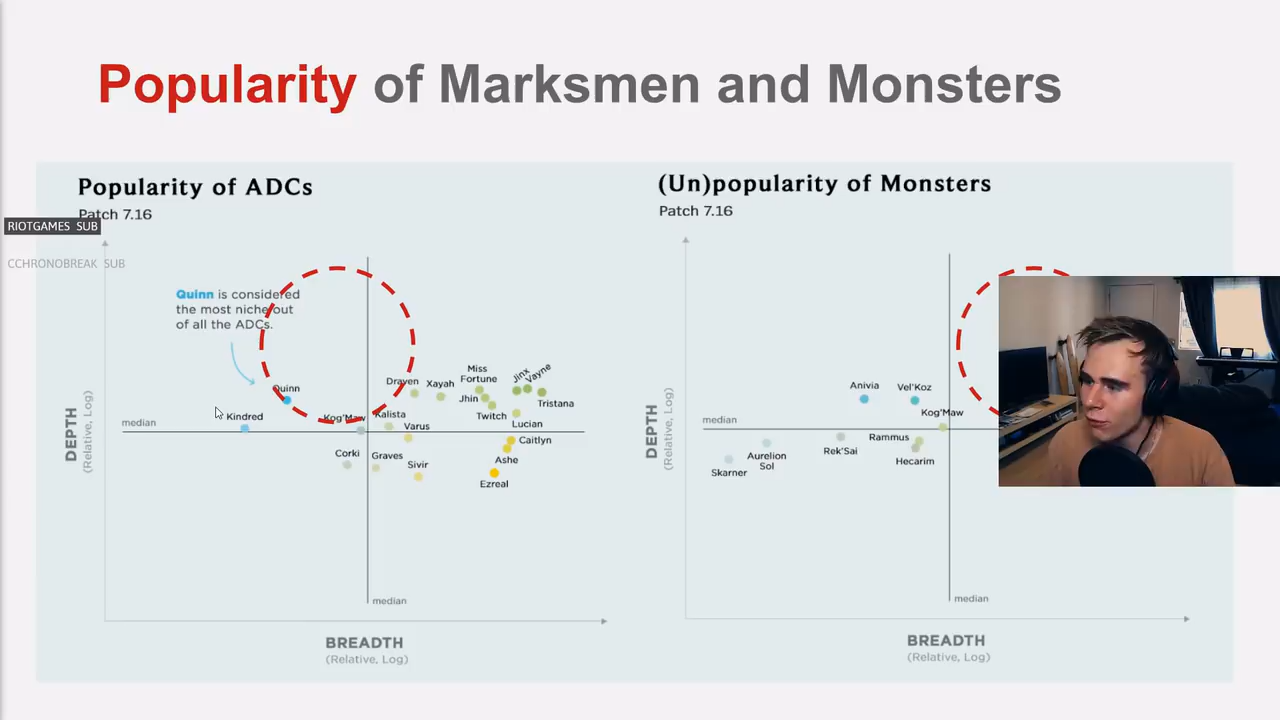 Popularity of Marksmen and Monsters
Popularity of ADCs
Patch 7.16
RIOTGAMES SUB
CCHRONOBREAK SUB
Quinn is considered
the most niche out
of all the ADCs.
Quinn
Kindred
median
Kog'Maw
Draven
Xayah
Miss
Fortune
Jinx
Vayne
Jhin
Tristana
Twitch
Kalista
Varus
Lucian
Caitlyn
Corki
Graves
Sivir
Ashe
Ezreal
median
DEPTH
(Relative, Log)
BREADTH
(Relative, Log)
(Un)popularity of Monsters
Patch 7.16
Anivia
Vel'Koz
Kog'Maw
median
Rammus
Rek'Sai
Hecarim
Aurelion
Sol
Skarner
median
DEPTH
(Relative, Log)
BREADTH
(Relative, Log)